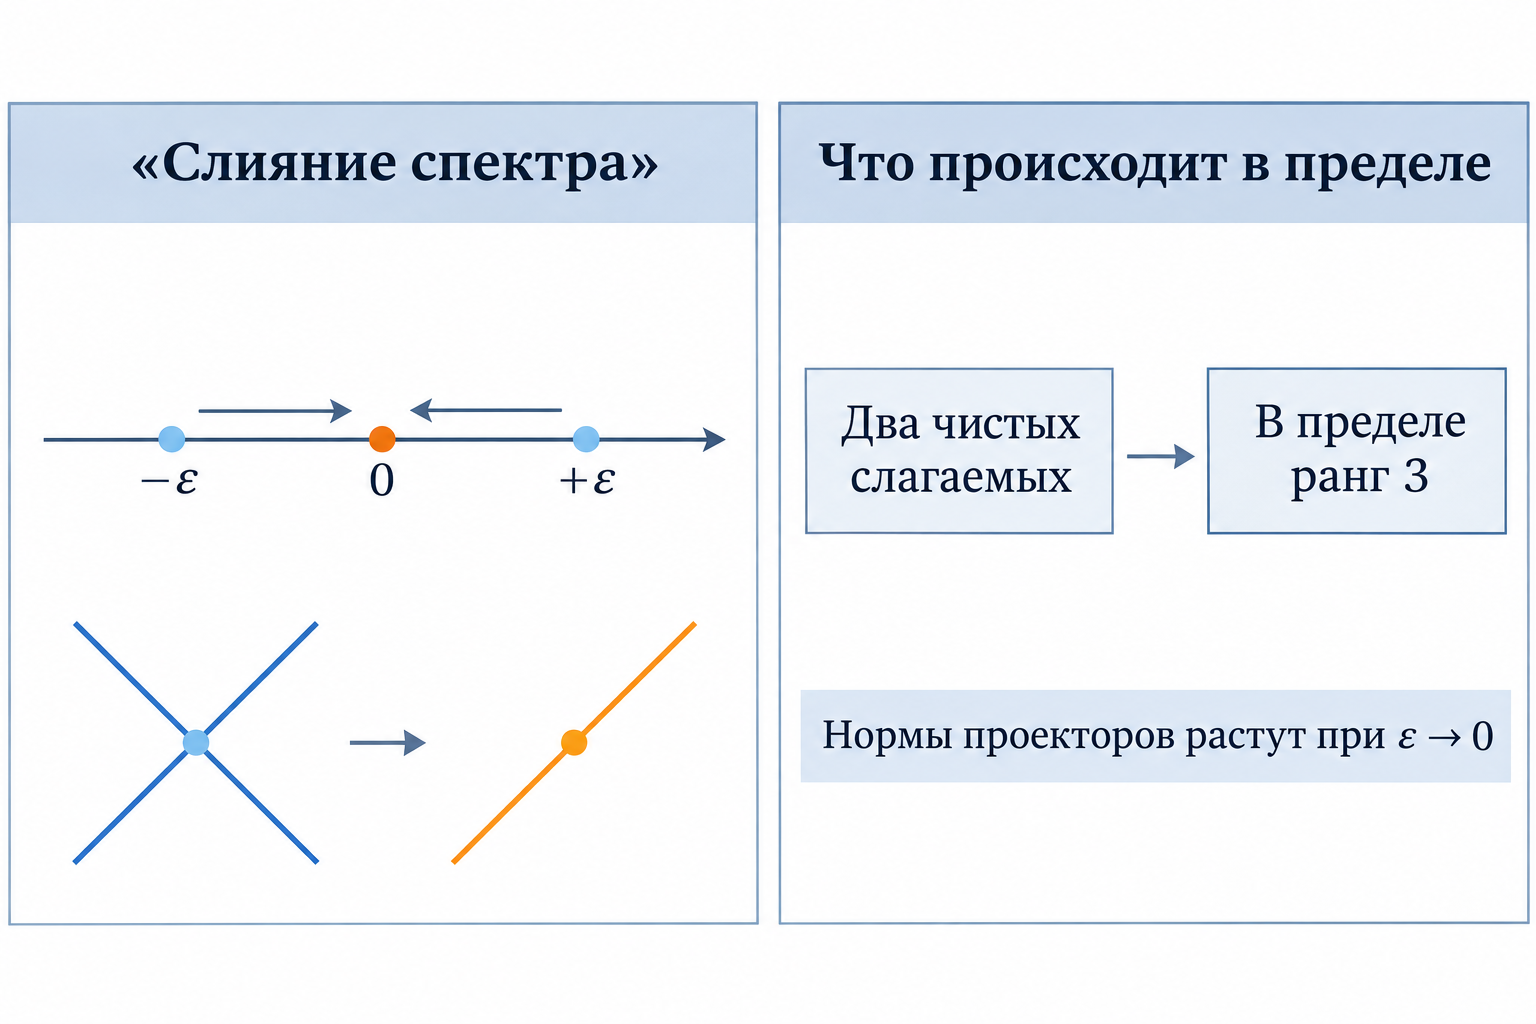 «Слияние спектра»
−ε
0
+ε
Что происходит в пределе
Два чистых
слагаемых
В пределе
ранг 3
Нормы проекторов растут при ε → 0